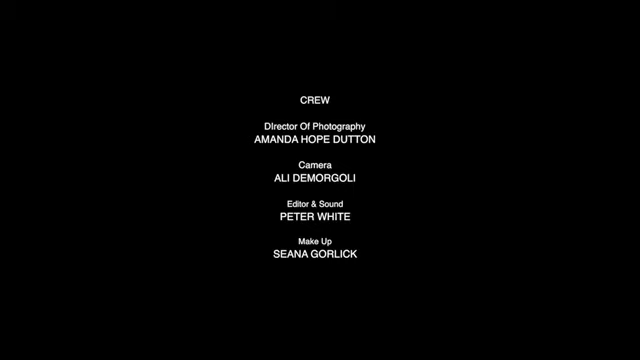 CREW
DIrector Of Photography
AMANDA HOPE DUTTON
Camera
ALI DEMORGOLI
Editor & Sound
PETER WHITE
Make Up
SEANA GORLICK